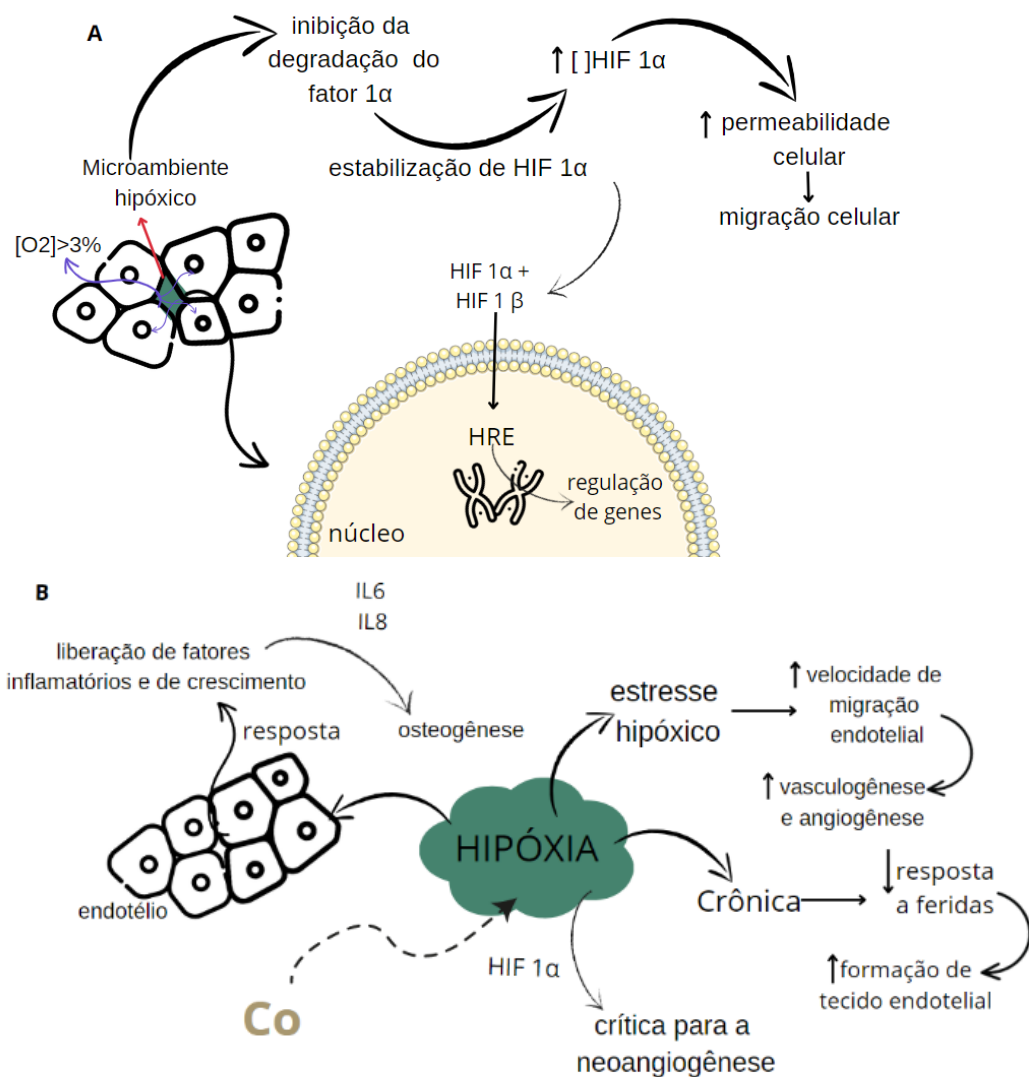 A
inibição da
degradação do
fator 1α
↑ [ ]HIF 1α
↑ permeabilidade
celular
migração celular
estabilização de HIF 1α
Microambiente
hipóxico
[O2]>3%
HIF 1α +
HIF 1 β
HRE
regulação
de genes
núcleo
B
IL6
IL8
liberação de fatores
inflamatórios e de crescimento
resposta
osteogênese
endotélio
estresse
hipóxico
↑ velocidade de
migração
endotelial
↑ vasculogênese
e angiogênese
HIPÓXIA
Crônica
↓ resposta
a feridas
↑ formação de
tecido endotelial
HIF 1α
Co
crítica para a
neoangiogênese